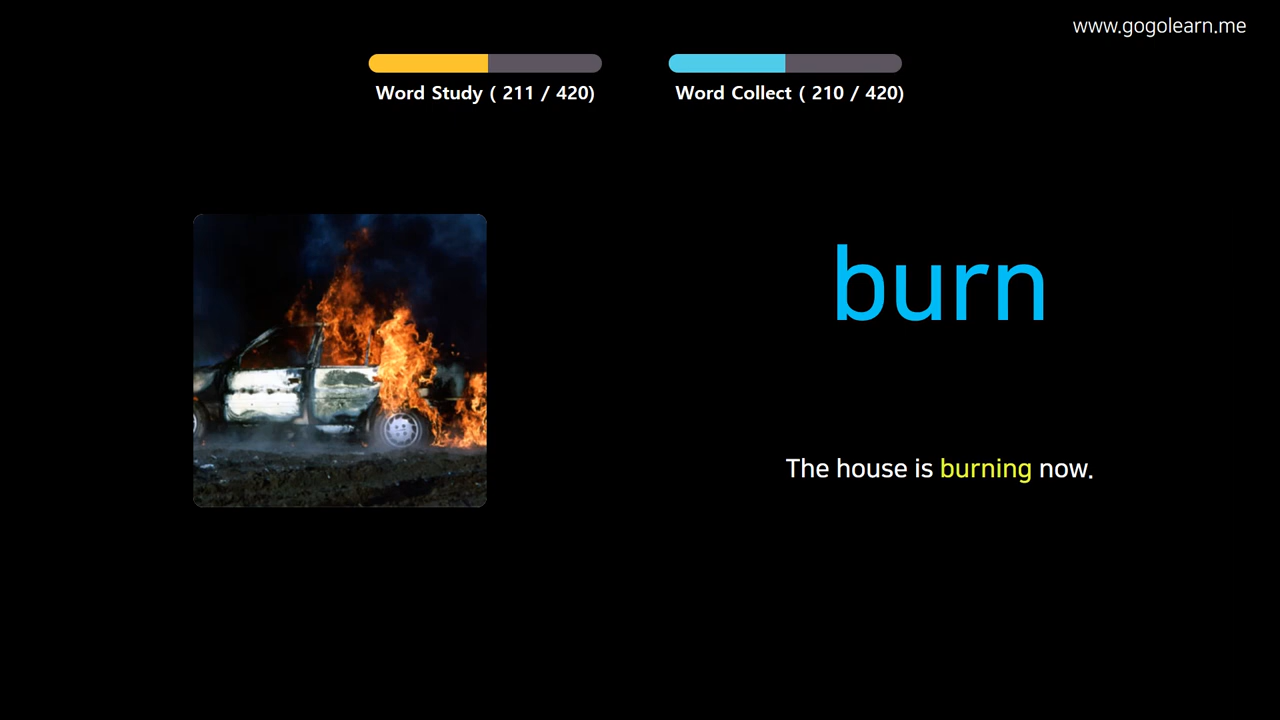 www.gogolearn.me
Word Study ( 211 / 420)
Word Collect ( 210 / 420)
burn
The house is burning now.